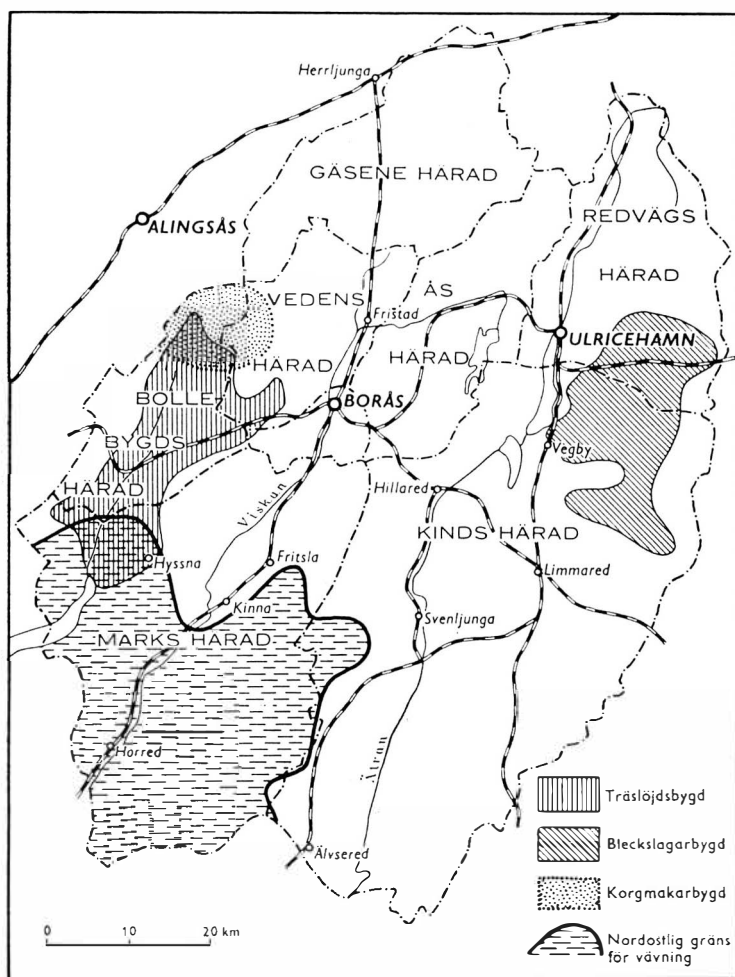 Herrljunga
GÄSENE HÄRAD
ALINGSÅS
REDVÄGS
HÄRAD
VEDENS
HÄRAD
ÅS
HÄRAD
Fristad
ULRICEHAMN
BOLLE
BYGDS
HÄRAD
BORÅS
Vegby
Viskan
Hillared
KINDS HÄRAD
Hyssna
Fritsla
Limmared
Kinna
Svenljunga
MARKS HÄRAD
Horred
Ätran
Älvsered
Träslöjdsbygd
Bleckslagarbygd
Korgmakarbygd
Nordostlig gräns
för vävning
0 10 20 km